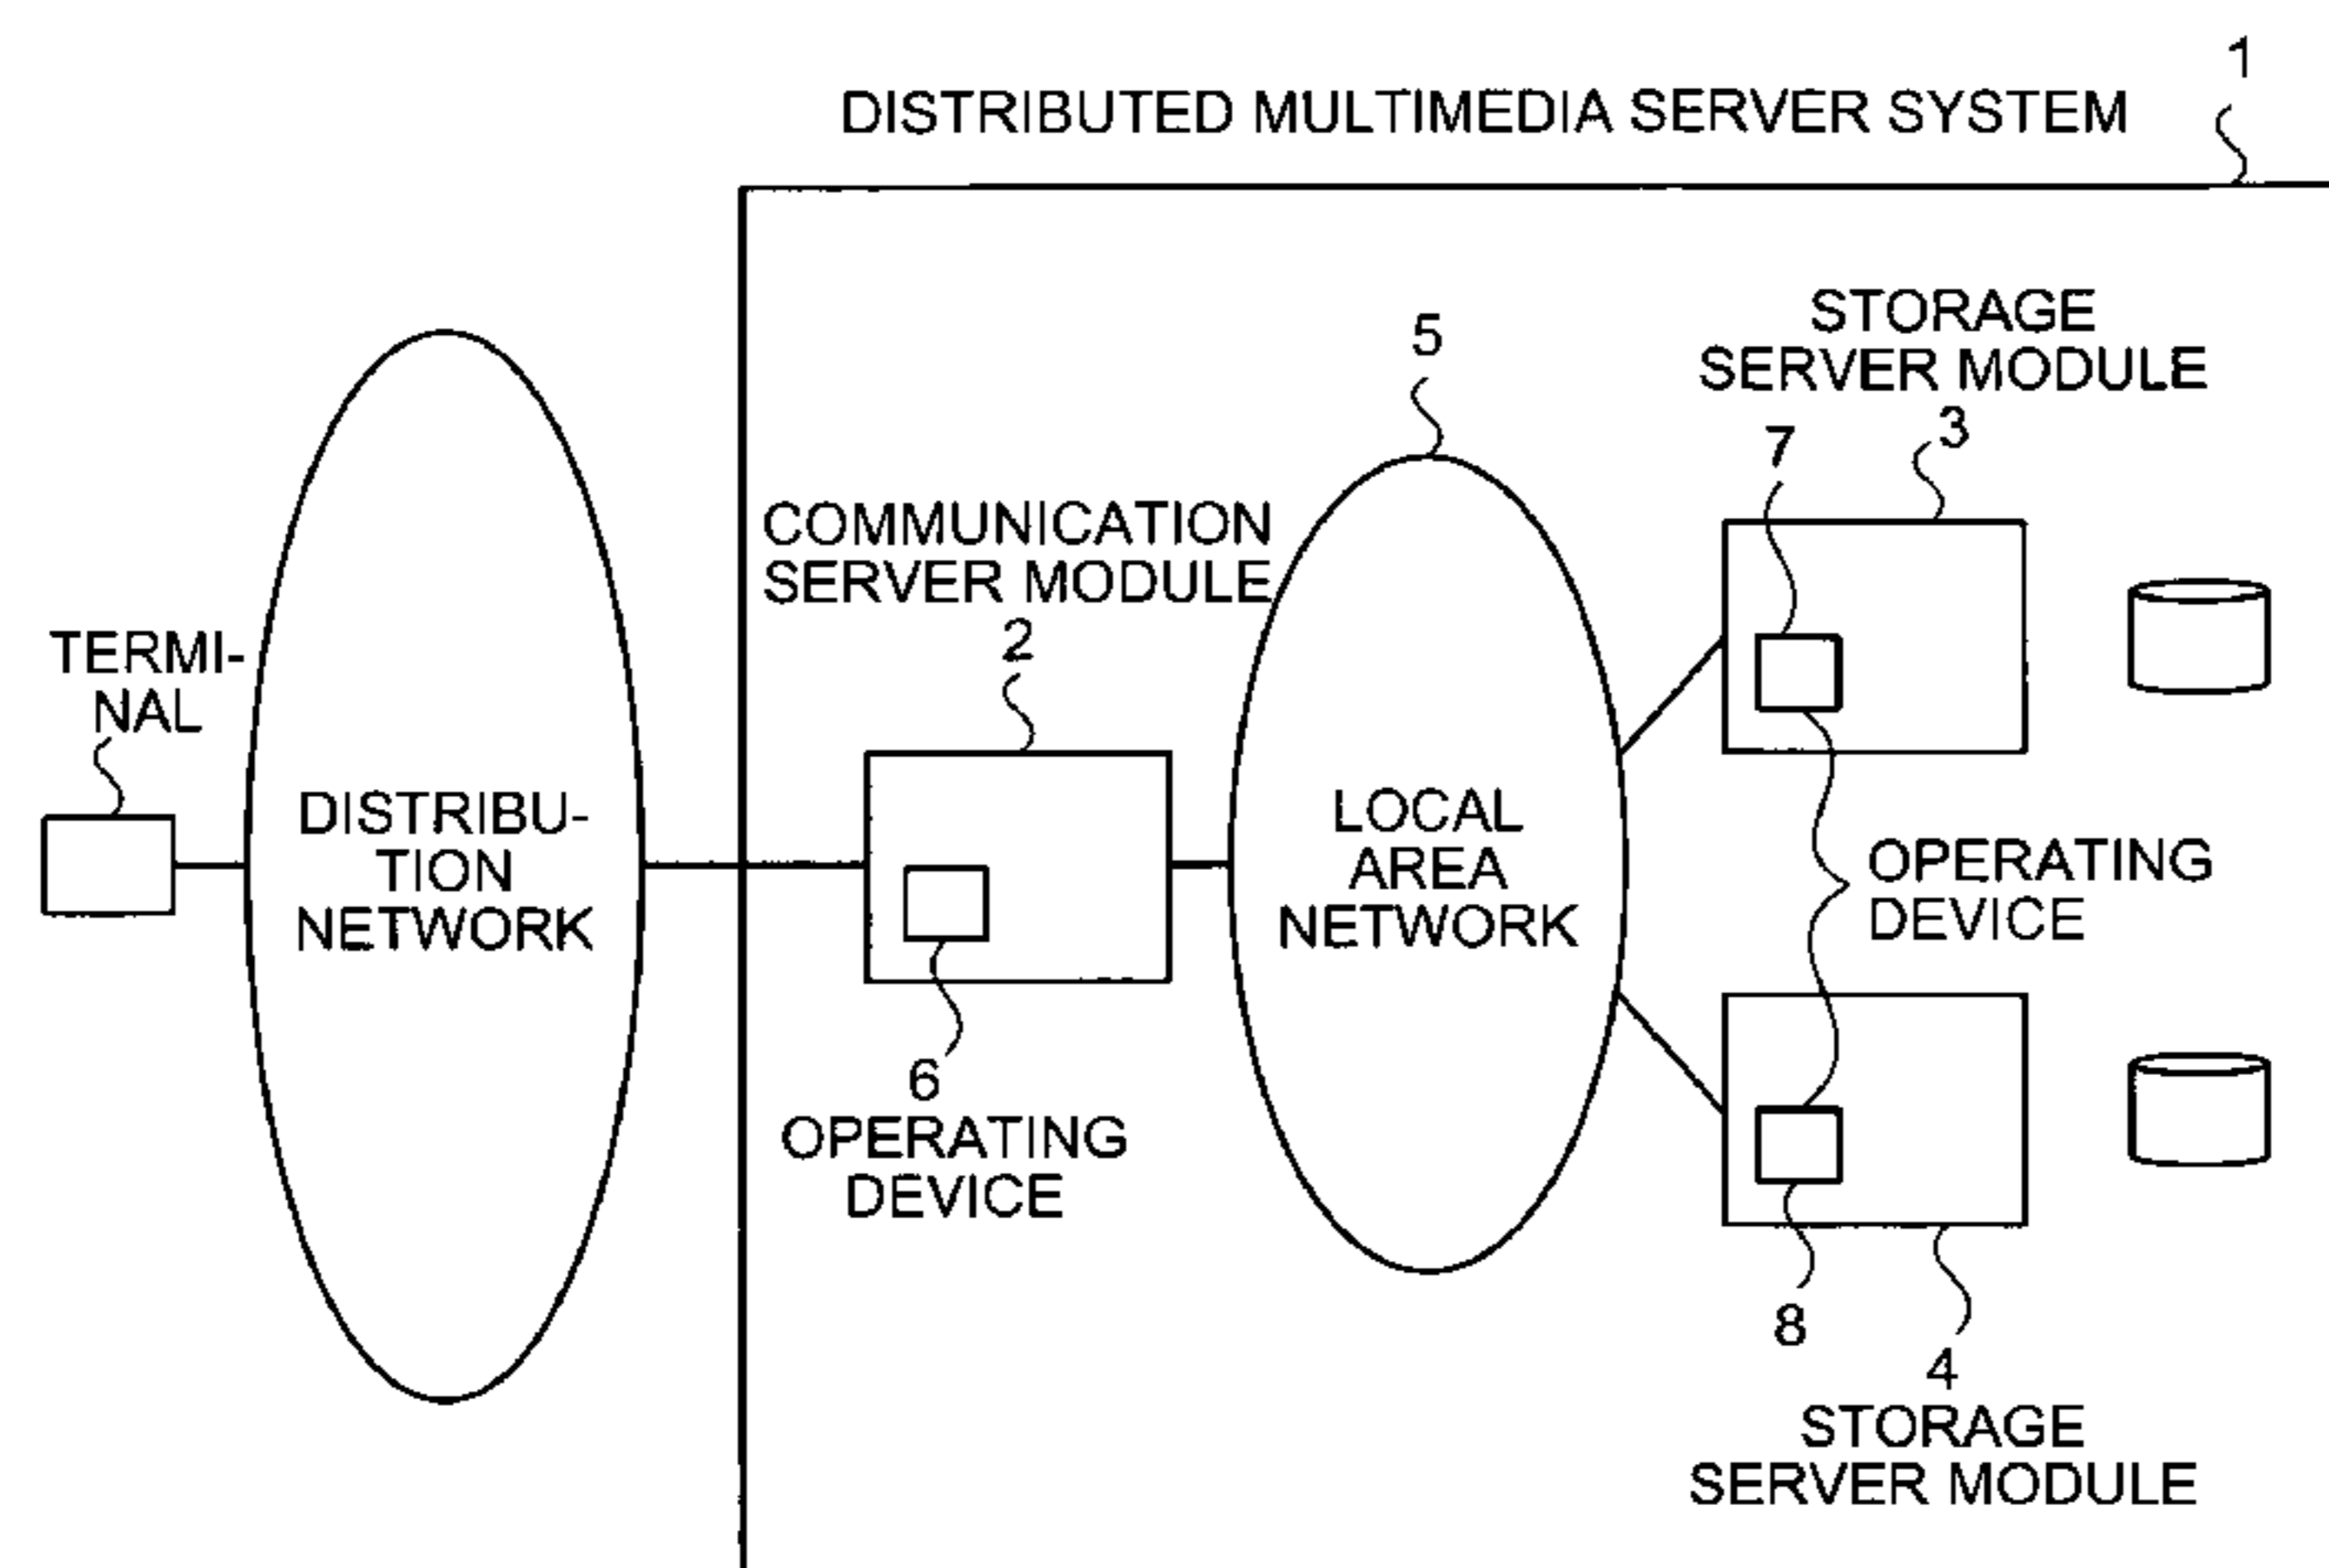 1
DISTRIBUTED MULTIMEDIA SERVER SYSTEM
STORAGE
SERVER MODULE
3
5
7
COMMUNICATION
SERVER MODULE
2
TERMI-
NAL
DISTRIBU-
TION
NETWORK
LOCAL
AREA
NETWORK
OPERATING
DEVICE
6
OPERATING
DEVICE
8
4
STORAGE
SERVER MODULE